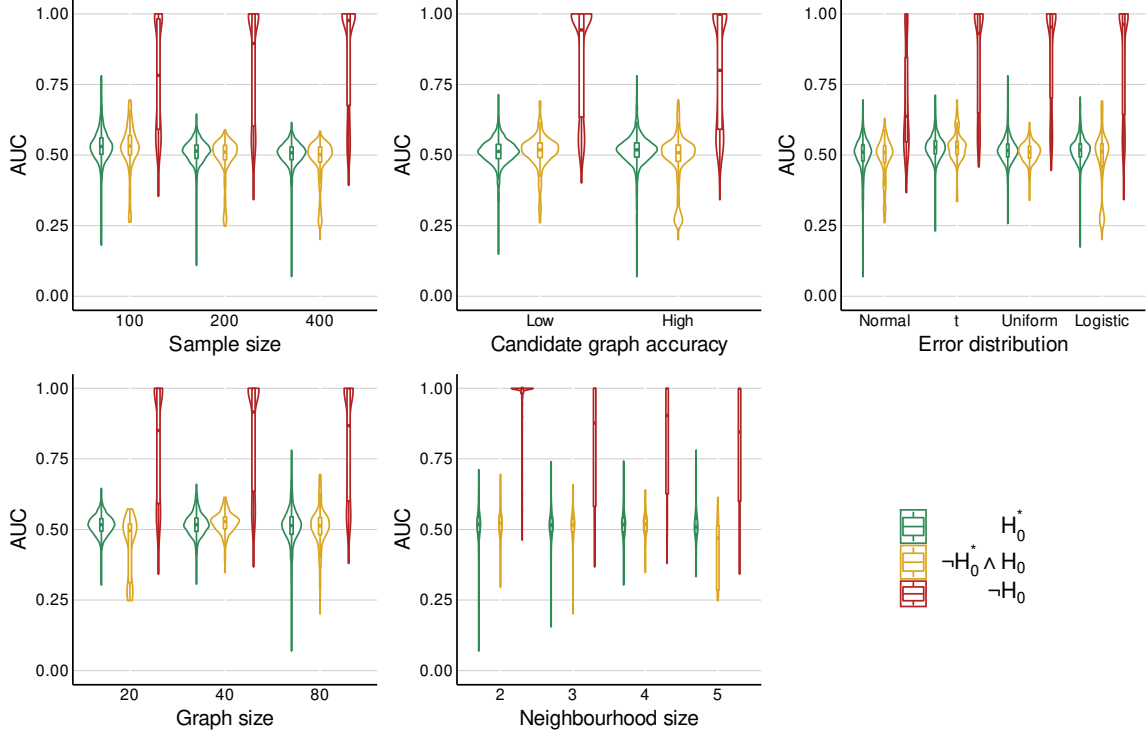 1.00
0.75
0.50
0.25
0.00
AUC
100 200 400
Sample size
1.00
0.75
0.50
0.25
0.00
AUC
Low High
Candidate graph accuracy
1.00
0.75
0.50
0.25
0.00
AUC
Normal t Uniform Logistic
Error distribution
1.00
0.75
0.50
0.25
0.00
AUC
20 40 80
Graph size
1.00
0.75
0.50
0.25
0.00
AUC
2 3 4 5
Neighbourhood size
H₀*
¬H₀* ∧ H₀
¬H₀